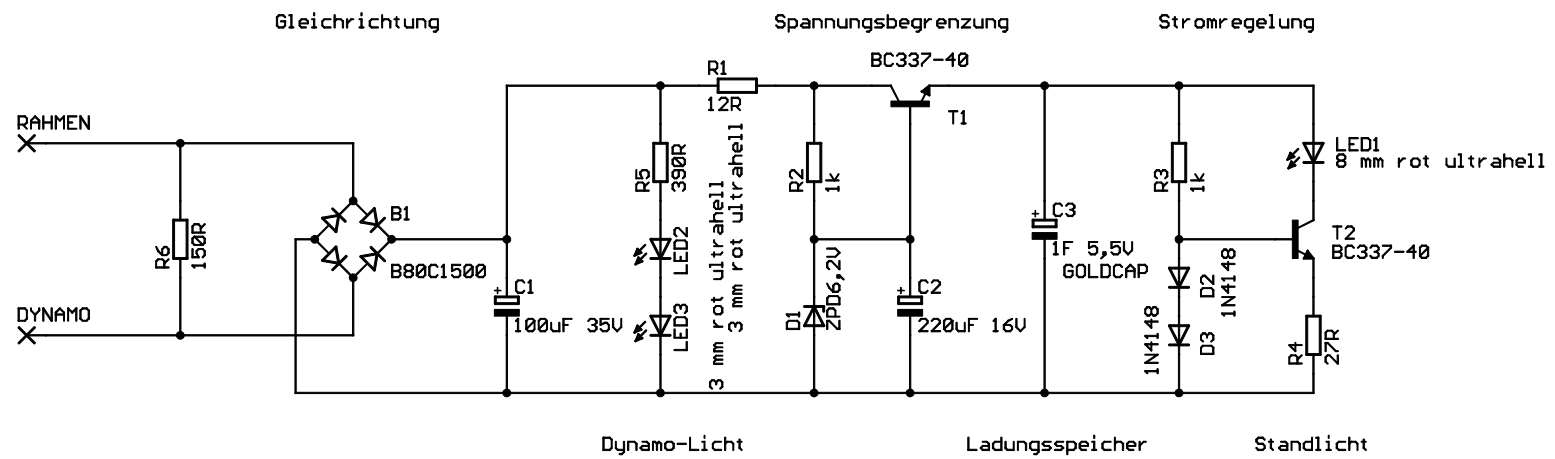 Gleichrichtung
Spannungsbegrenzung
Stromregelung
RAHMEN
DYNAMO
R6
150R
B1
B80C1500
+
C1
100uF 35V
R5
390R
LED2
LED3
3 mm rot ultrahell
3 mm rot ultrahell
R1
12R
R2
1k
D1
ZPD6,2V
BC337-40
T1
+
C2
220uF 16V
+
C3
1F 5,5V
GOLDCAP
R3
1k
D2
1N4148
D3
1N4148
LED1
8 mm rot ultrahell
T2
BC337-40
R4
27R
Dynamo-Licht
Ladungsspeicher
Standlicht